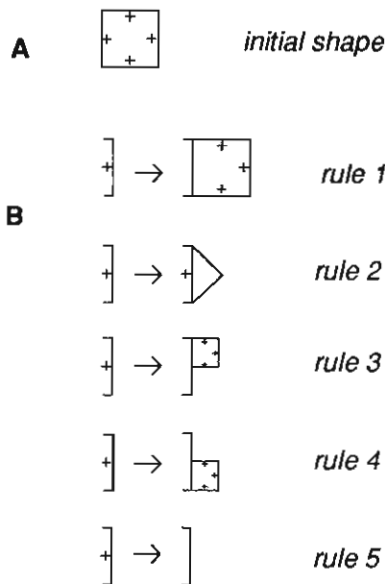 A initial shape
rule 1
B
rule 2
rule 3
rule 4
rule 5